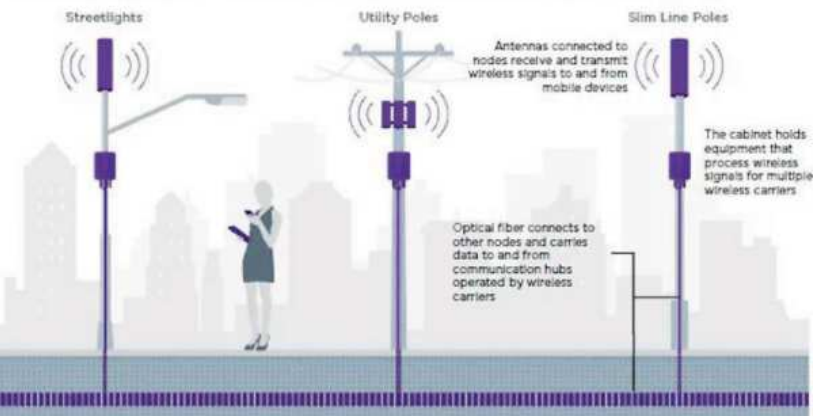 Streetlights
Utility Poles
Slim Line Poles
Antennas connected to
nodes receive and transmit
wireless signals to and from
mobile devices
The cabinet holds
equipment that
process wireless
signals for multiple
wireless carriers
Optical fiber connects to
other nodes and carries
data to and from
communication hubs
operated by wireless
carriers